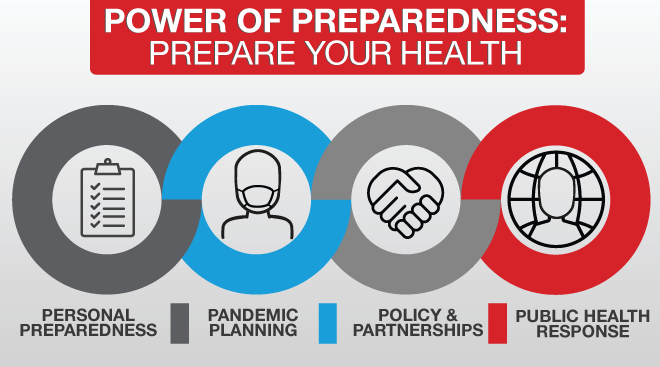 POWER OF PREPAREDNESS:
PREPARE YOUR HEALTH
PERSONAL
PREPAREDNESS
PANDEMIC
PLANNING
POLICY &
PARTNERSHIPS
PUBLIC HEALTH
RESPONSE